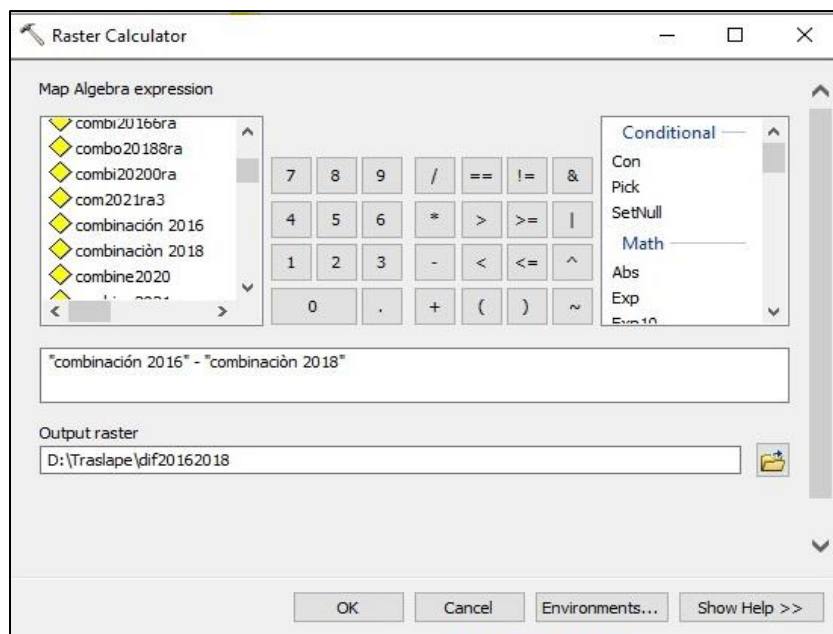 Raster Calculator
Map Algebra expression
combi20166ra
combo20188ra
combi20200ra
com2021ra3
combinación 2016
combinaciòn 2018
combine2020
7 8 9 / == != &
4 5 6 * > >= |
1 2 3 - < <= ^
0 . + ( ) ~
Conditional
Con
Pick
SetNull
Math
Abs
Exp
Exp10
"combinación 2016" - "combinaciòn 2018"
Output raster
D:\Traslape\dif20162018
OK Cancel Environments... Show Help >>